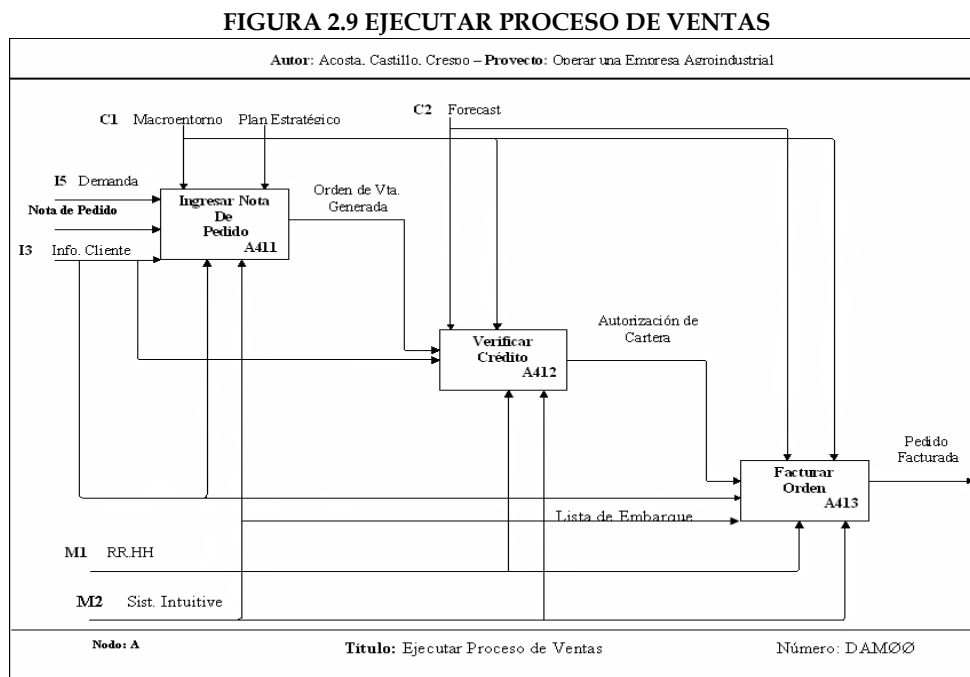 FIGURA 2.9 EJECUTAR PROCESO DE VENTAS
Autor: Acosta, Castillo, Crespo – Proyecto: Operar una Empresa Agroindustrial
C1 Macroentorno Plan Estratégico
C2 Forecast
I5 Demanda
Nota de Pedido
I3 Info. Cliente
Ingresar Nota
De
Pedido
A411
Orden de Vta.
Generada
Verificar
Crédito
A412
Autorización de
Cartera
Facturar
Orden
A413
Pedido
Facturada
Lista de Embarque
M1 RR.HH
M2 Sist. Intuitive
Nodo: A
Título: Ejecutar Proceso de Ventas
Número: DAMØØ